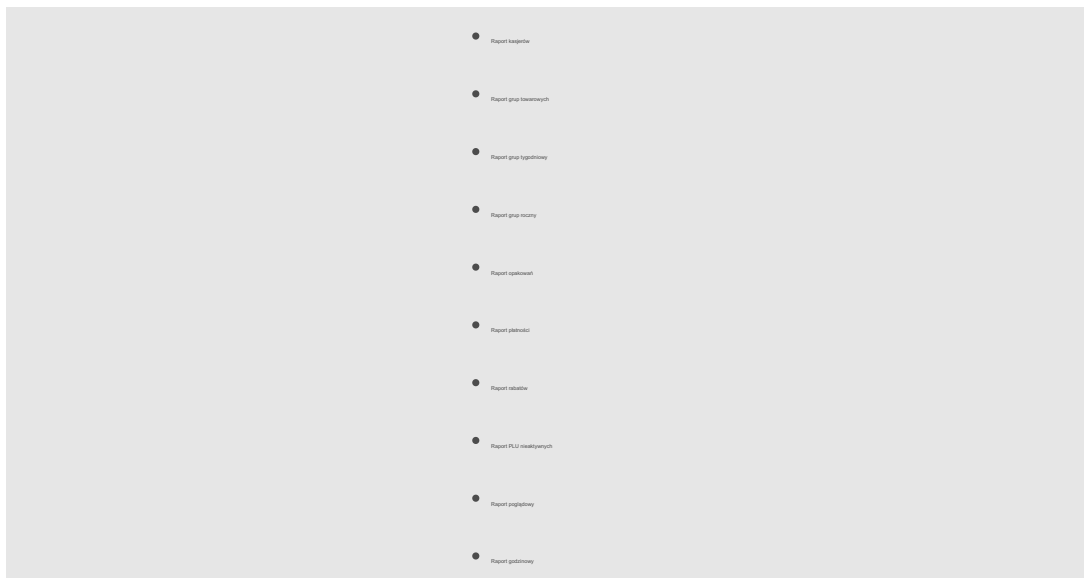 Raport kasjerów
Raport grup towarowych
Raport grup tygodniowy
Raport grup roczny
Raport opakowań
Raport płatności
Raport rabatów
Raport PLU nieaktywnych
Raport poglądowy
Raport godzinowy